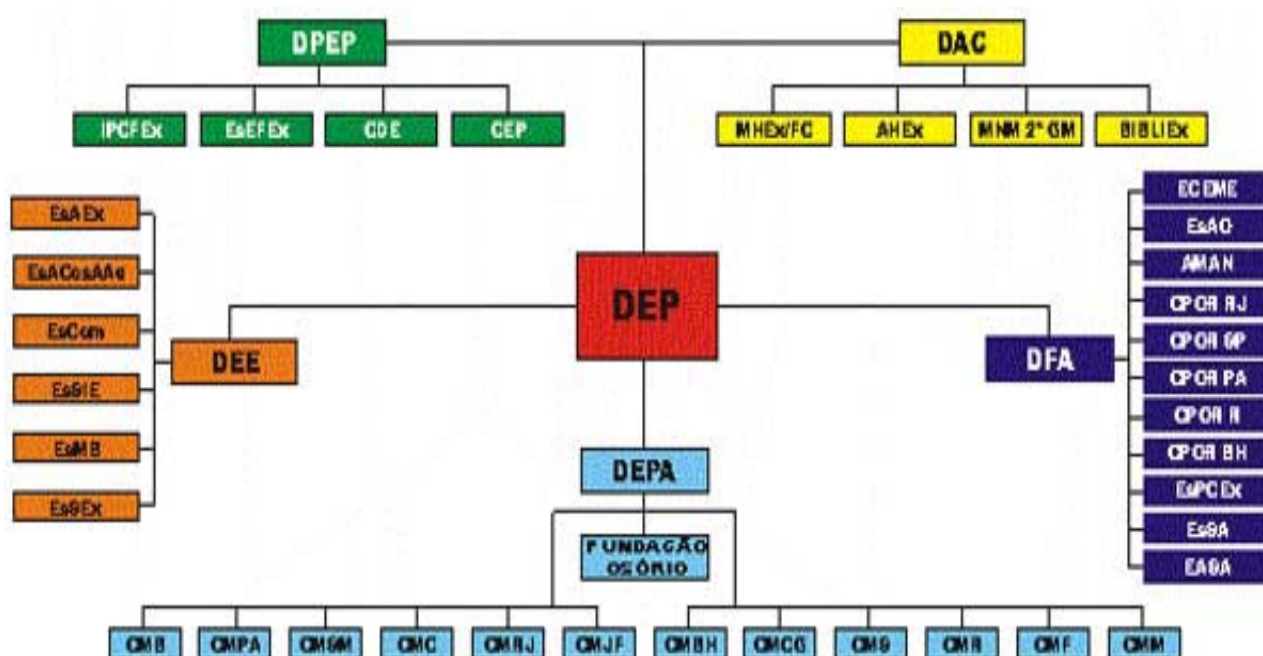 DPEP
DAC
IPCFEx
EsEFEx
CDE
CEP
MHEx/FC
AHEx
MNM 2ª GM
BIBLIEx
EsAEx
EsACosAAe
EsCom
EsSIE
EsMB
EsSEx
DEE
DEP
DFA
ECEME
EsAO
AMAN
CPOR RJ
CPOR SP
CPOR PA
CPOR R
CPOR BH
EsPCEx
EsSA
EASA
DEPA
FUNDAÇÃO
OSÓRIO
CMB
CMPA
CMSM
CMC
CMRJ
CMJF
CMBH
CMCG
CMS
CMR
CMF
CMM